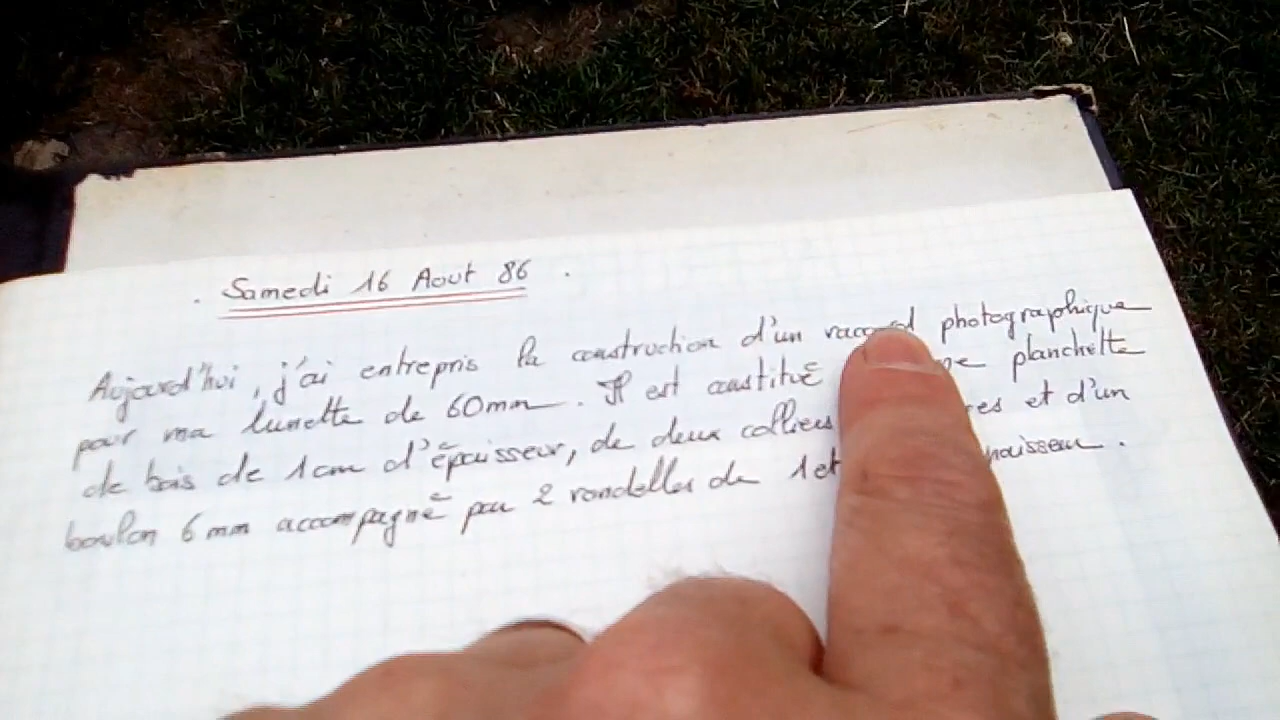 Samedi 16 Aout 86.
Aujourd'hui, j'ai entrepris la construction d'un raccord photographique
pour ma lunette de 60mm. Il est constitué planchette
de bois de 1cm d'épaisseur, de deux colliers et d'un
boulon 6mm accompagné par 2 rondelles de 1 et